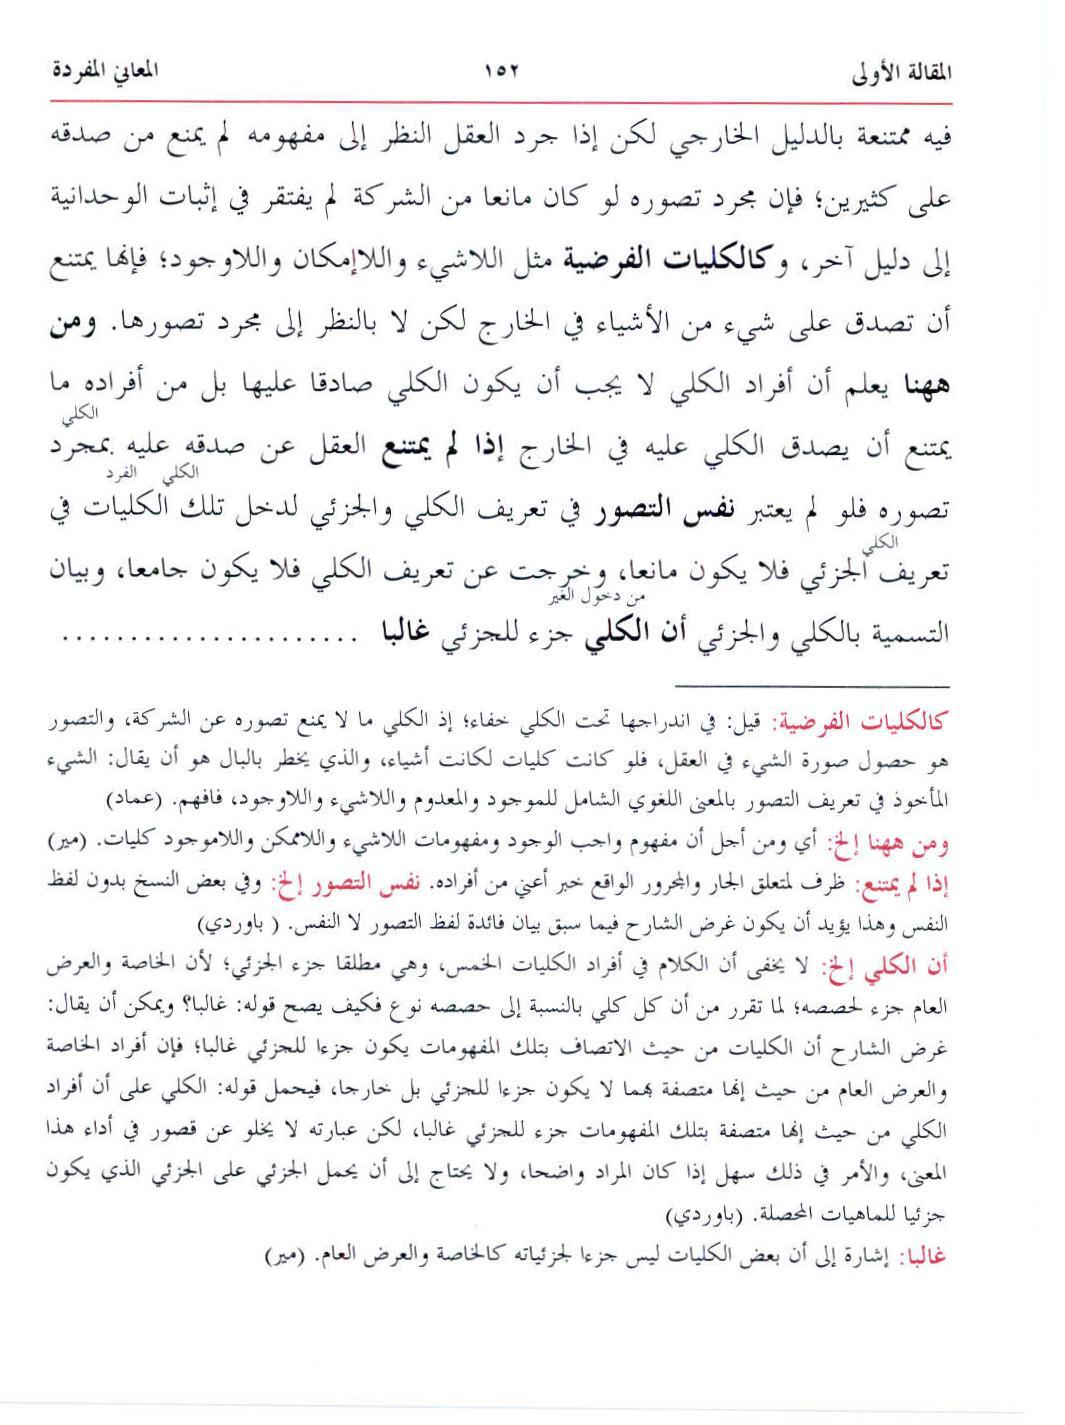 المقالة الأولى ١٥٢ المعاني المفردة
فيه ممتنعة بالدليل الخارجي لكن إذا جرد العقل النظر إلى مفهومه لم يمنع من صدقه
على كثيرين؛ فإن مجرد تصوره لو كان مانعا من الشركة لم يفتقر في إثبات الوحدانية
إلى دليل آخر، وكالكليات الفرضية مثل اللاشيء واللاإمكان واللاوجود؛ فإنها يمتنع
أن تصدق على شيء من الأشياء في الخارج لكن لا بالنظر إلى مجرد تصورها. ومن
ههنا يعلم أن أفراد الكلي لا يجب أن يكون الكلي صادقا عليها بل من أفراده ما
الكلي
يمتنع أن يصدق الكلي عليه في الخارج إذا لم يمتنع العقل عن صدقه عليه بمجرد
الكلي الفرد
تصوره فلو لم يعتبر نفس التصور في تعريف الكلي والجزئي لدخل تلك الكليات في
الكلي
تعريف الجزئي فلا يكون مانعا، وخرجت عن تعريف الكلي فلا يكون جامعا، وبيان
من دخول الغير
التسمية بالكلي والجزئي أن الكلي جزء للجزئي غالبا ......................
كالكليات الفرضية: قيل: في اندراجها تحت الكلي خفاء؛ إذ الكلي ما لا يمنع تصوره عن الشركة، والتصور
هو حصول صورة الشيء في العقل، فلو كانت كليات لكانت أشياء، والذي يخطر بالبال هو أن يقال: الشيء
المأخوذ في تعريف التصور بالمعنى اللغوي الشامل للموجود والمعدوم واللاشيء واللاوجود، فافهم. (عماد)
ومن ههنا إلخ: أي ومن أجل أن مفهوم واجب الوجود ومفهومات اللاشيء واللاممكن واللاموجود كليات. (مير)
إذا لم يمتنع: ظرف لمتعلق الجار والمجرور الواقع خبر أعني من أفراده. نفس التصور إلخ: وفي بعض النسخ بدون لفظ
النفس وهذا يؤيد أن يكون غرض الشارح فيما سبق بيان فائدة لفظ التصور لا النفس. ( باوردي)
أن الكلي إلخ: لا يخفى أن الكلام في أفراد الكليات الخمس، وهي مطلقا جزء الجزئي؛ لأن الخاصة والعرض
العام جزء لحصصه؛ لما تقرر من أن كل كلي بالنسبة إلى حصصه نوع فكيف يصح قوله: غالبا؟ ويمكن أن يقال:
غرض الشارح أن الكليات من حيث الاتصاف بتلك المفهومات يكون جزءا للجزئي غالبا؛ فإن أفراد الخاصة
والعرض العام من حيث إنها متصفة بهما لا يكون جزءا للجزئي بل خارجا، فيحمل قوله: الكلي على أن أفراد
الكلي من حيث إنها متصفة بتلك المفهومات جزء للجزئي غالبا، لكن عبارته لا يخلو عن قصور في أداء هذا
المعنى، والأمر في ذلك سهل إذا كان المراد واضحا، ولا يحتاج إلى أن يحمل الجزئي على الجزئي الذي يكون
جزئيا للماهيات المحصلة. (باوردي)
غالبا: إشارة إلى أن بعض الكليات ليس جزءا لجزئياته كالخاصة والعرض العام. (مير)